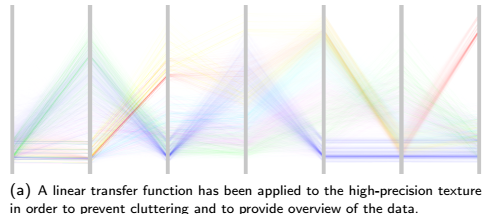 (a) A linear transfer function has been applied to the high-precision texture
in order to prevent cluttering and to provide overview of the data.